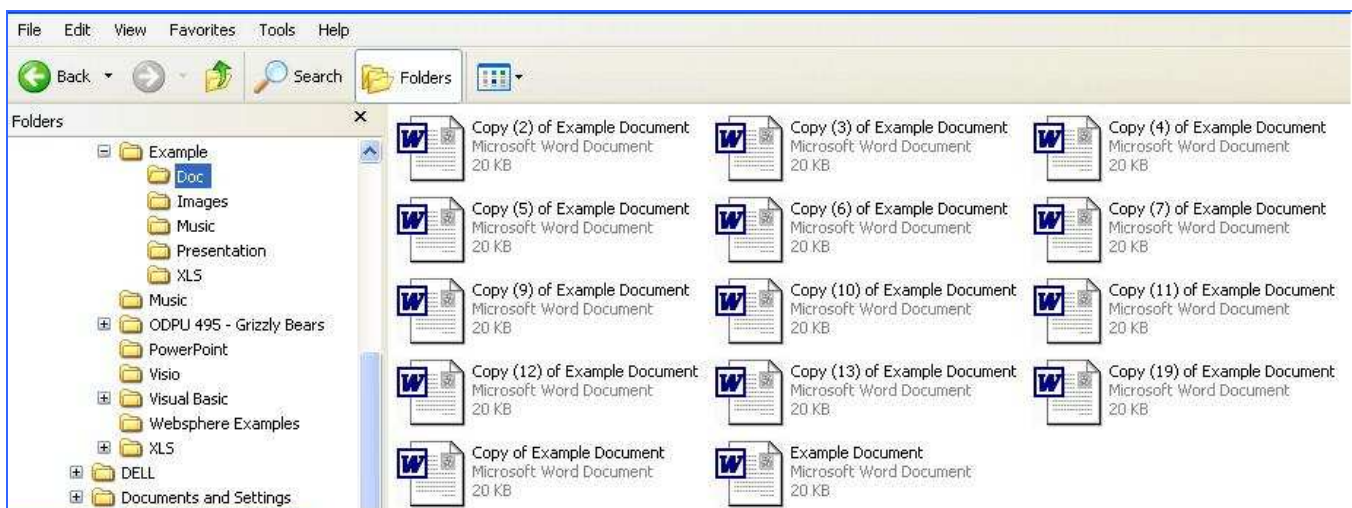 File Edit View Favorites Tools Help
Back Search Folders
Folders
Example
Doc
Images
Music
Presentation
XLS
Music
ODPU 495 - Grizzly Bears
PowerPoint
Visio
Visual Basic
Websphere Examples
XLS
DELL
Documents and Settings
Copy (2) of Example Document
Microsoft Word Document
20 KB
Copy (3) of Example Document
Microsoft Word Document
20 KB
Copy (4) of Example Document
Microsoft Word Document
20 KB
Copy (5) of Example Document
Microsoft Word Document
20 KB
Copy (6) of Example Document
Microsoft Word Document
20 KB
Copy (7) of Example Document
Microsoft Word Document
20 KB
Copy (9) of Example Document
Microsoft Word Document
20 KB
Copy (10) of Example Document
Microsoft Word Document
20 KB
Copy (11) of Example Document
Microsoft Word Document
20 KB
Copy (12) of Example Document
Microsoft Word Document
20 KB
Copy (13) of Example Document
Microsoft Word Document
20 KB
Copy (19) of Example Document
Microsoft Word Document
20 KB
Copy of Example Document
Microsoft Word Document
20 KB
Example Document
Microsoft Word Document
20 KB